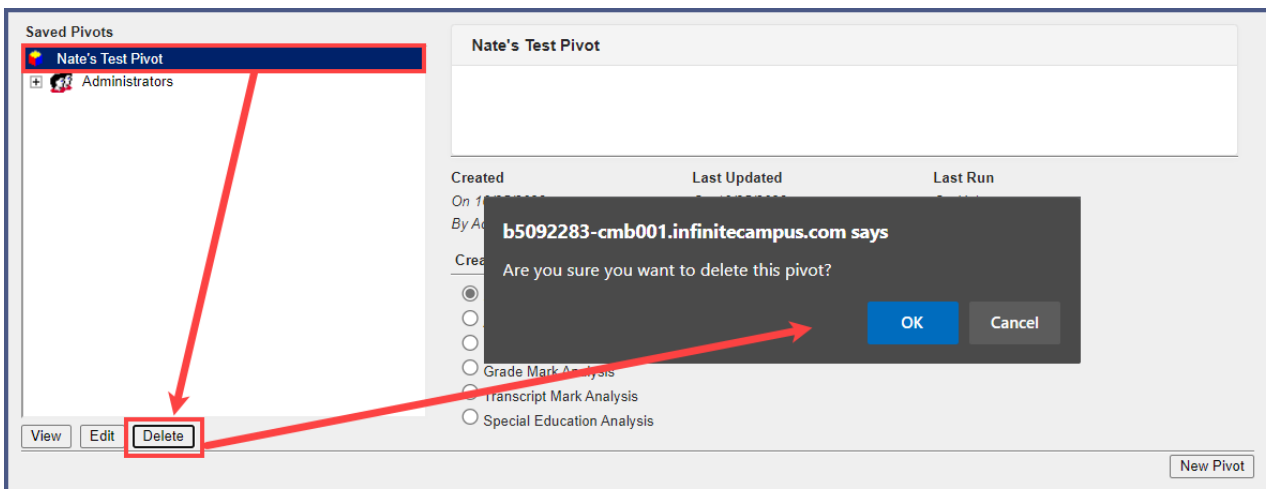 Saved Pivots
Nate's Test Pivot
Administrators
View
Edit
Delete
Nate's Test Pivot
Created
Last Updated
Last Run
On
By
b5092283-cmb001.infinitecampus.com says
Are you sure you want to delete this pivot?
OK
Cancel
Grade Mark Analysis
Transcript Mark Analysis
Special Education Analysis
New Pivot